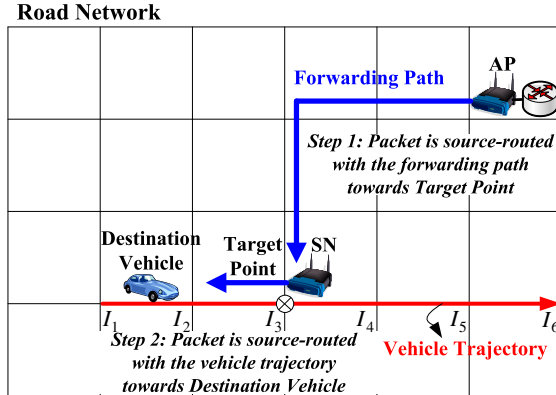 Road Network
AP
Forwarding Path
Step 1: Packet is source-routed
with the forwarding path
towards Target Point
Destination
Vehicle
Target
Point
SN
I1
I2
I3
I4
I5
I6
Step 2: Packet is source-routed
with the vehicle trajectory
towards Destination Vehicle
Vehicle Trajectory